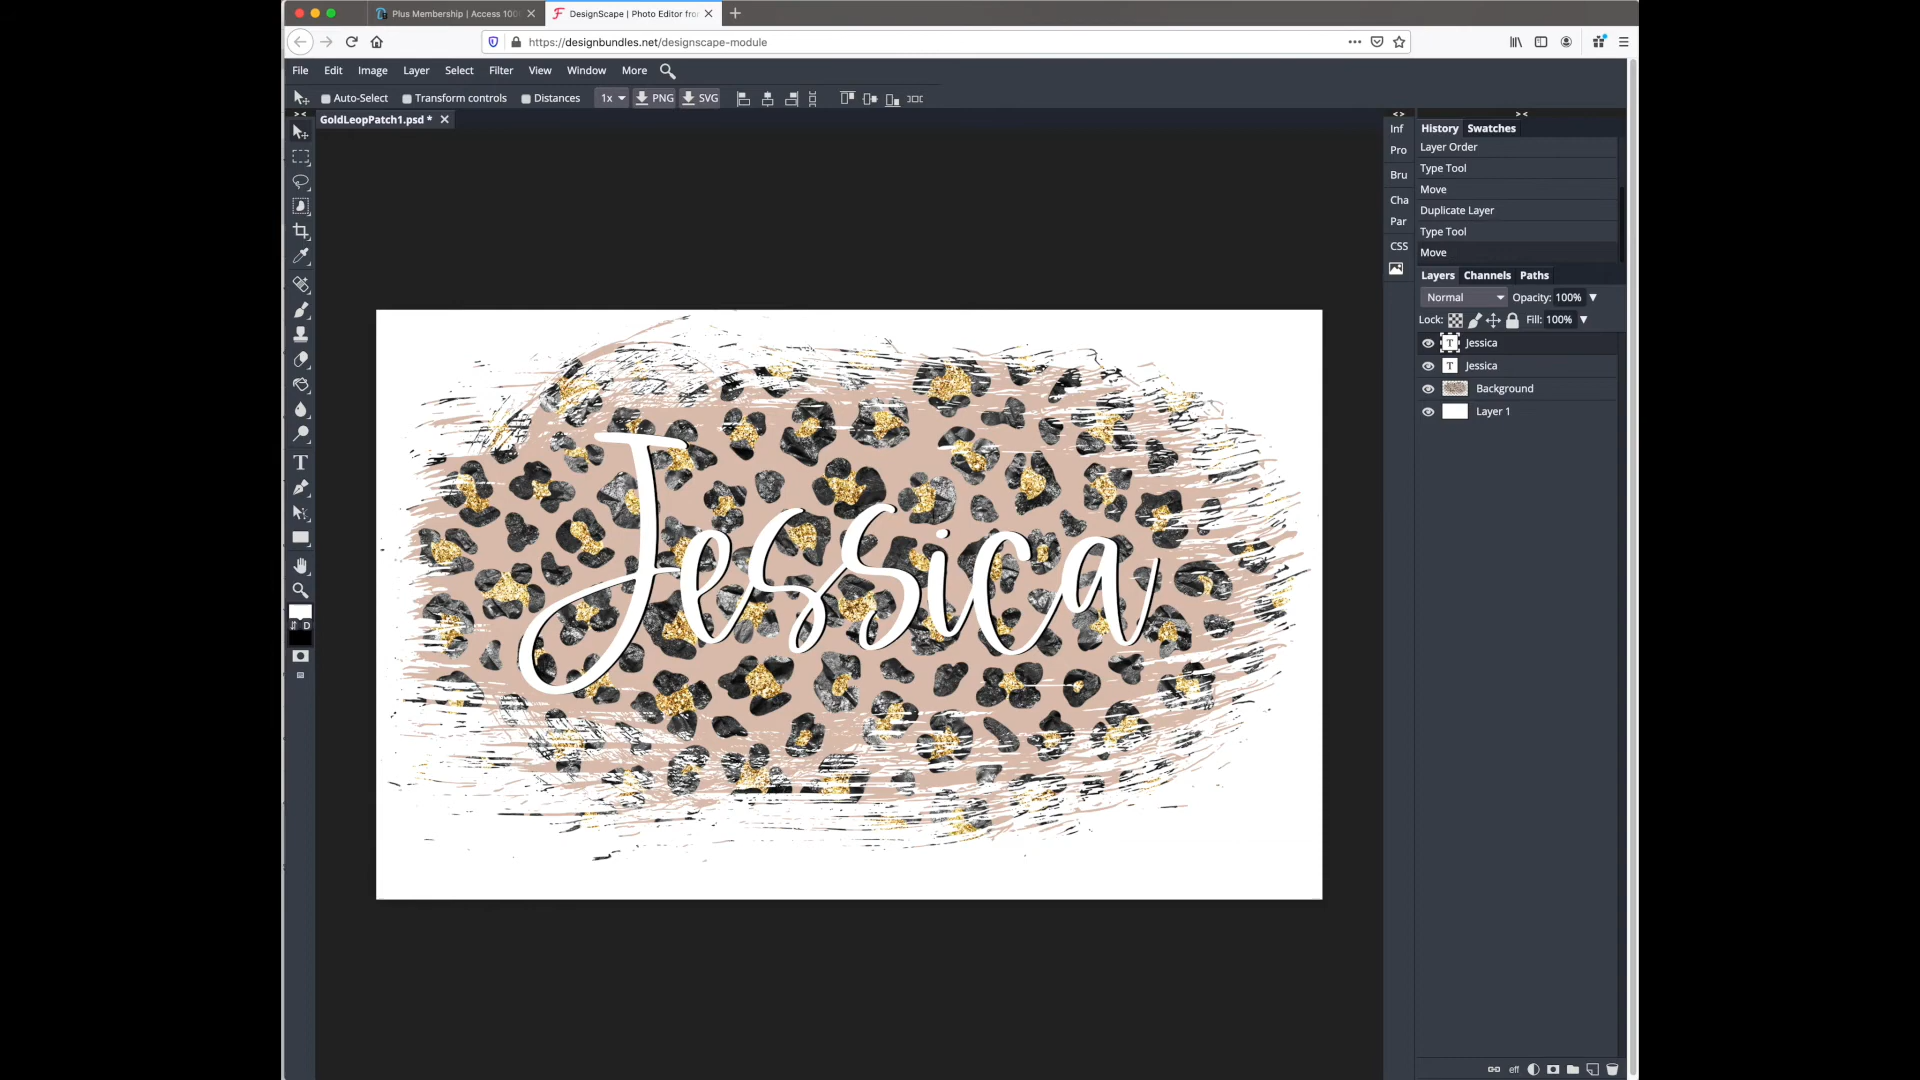 Plus Membership | Access 100
DesignScape | Photo Editor fro
https://designbundles.net/designscape-module
File Edit Image Layer Select Filter View Window More
Auto-Select Transform controls Distances 1x PNG SVG
GoldLeopPatch1.psd *
Inf
Pro
Bru
Cha
Par
CSS
History Swatches
Layer Order
Type Tool
Move
Duplicate Layer
Type Tool
Move
Layers Channels Paths
Normal Opacity: 100%
Lock: Fill: 100%
T Jessica
T Jessica
Background
Layer 1
T
D
Jessica
eff